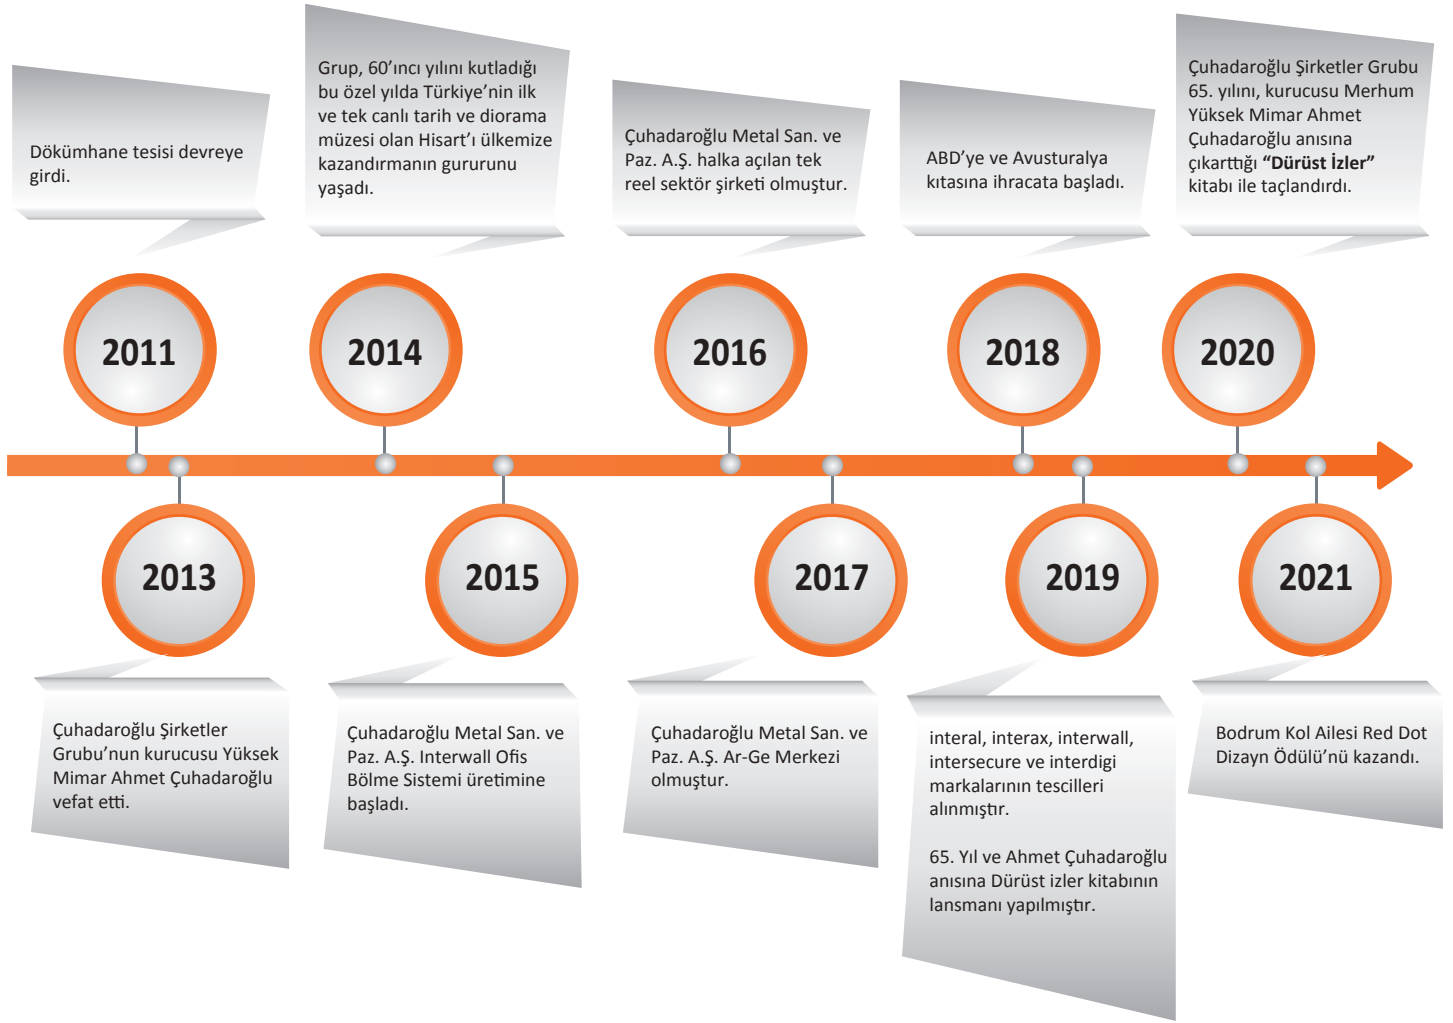 Dökümhane tesisi devreye
girdi.
Grup, 60’ıncı yılını kutladığı
bu özel yılda Türkiye’nin ilk
ve tek canlı tarih ve diorama
müzesi olan Hisart’ı ülkemize
kazandırmanın gururunu
yaşadı.
Çuhadaroğlu Metal San. ve
Paz. A.Ş. halka açılan tek
reel sektör şirketi olmuştur.
ABD’ye ve Avusturalya
kıtasına ihracata başladı.
Çuhadaroğlu Şirketler Grubu
65. yılını, kurucusu Merhum
Yüksek Mimar Ahmet
Çuhadaroğlu anısına
çıkarttığı “Dürüst İzler”
kitabı ile taçlandırdı.
2011
2014
2016
2018
2020
2013
2015
2017
2019
2021
Çuhadaroğlu Şirketler
Grubu’nun kurucusu Yüksek
Mimar Ahmet Çuhadaroğlu
vefat etti.
Çuhadaroğlu Metal San. ve
Paz. A.Ş. Interwall Ofis
Bölme Sistemi üretimine
başladı.
Çuhadaroğlu Metal San. ve
Paz. A.Ş. Ar-Ge Merkezi
olmuştur.
interal, interax, interwall,
intersecure ve interdigi
markalarının tescilleri
alınmıştır.
65. Yıl ve Ahmet Çuhadaroğlu
anısına Dürüst izler kitabının
lansmanı yapılmıştır.
Bodrum Kol Ailesi Red Dot
Dizayn Ödülü’nü kazandı.